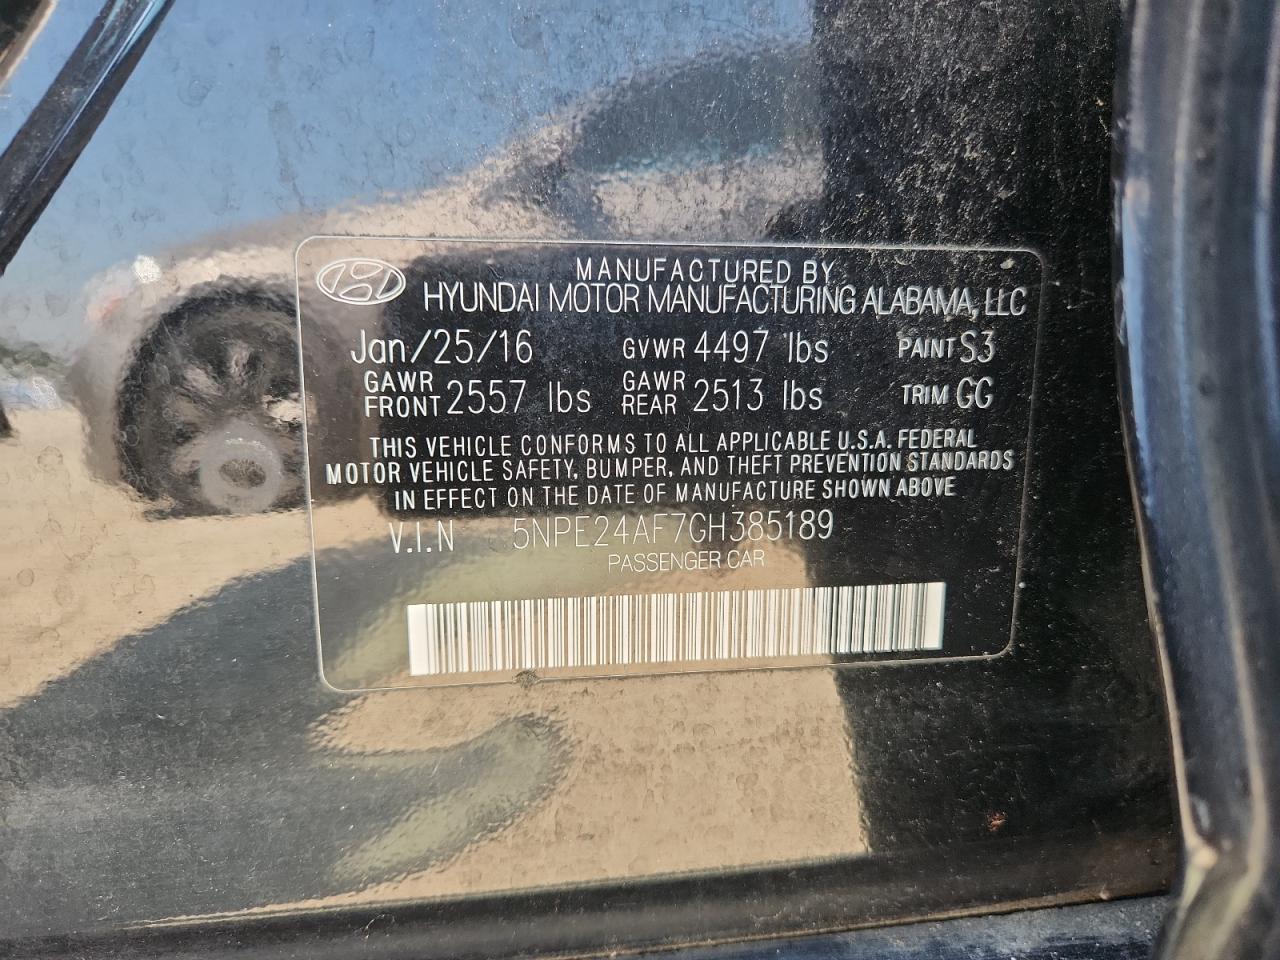 MANUFACTURED BY
HYUNDAI MOTOR MANUFACTURING ALABAMA, LLC
Jan/25/16 GVWR 4497 lbs PAINT S3
GAWR FRONT 2557 lbs GAWR REAR 2513 lbs TRIM GG
THIS VEHICLE CONFORMS TO ALL APPLICABLE U.S.A. FEDERAL
MOTOR VEHICLE SAFETY, BUMPER, AND THEFT PREVENTION STANDARDS
IN EFFECT ON THE DATE OF MANUFACTURE SHOWN ABOVE
V.I.N 5NPE24AF7GH385189
PASSENGER CAR